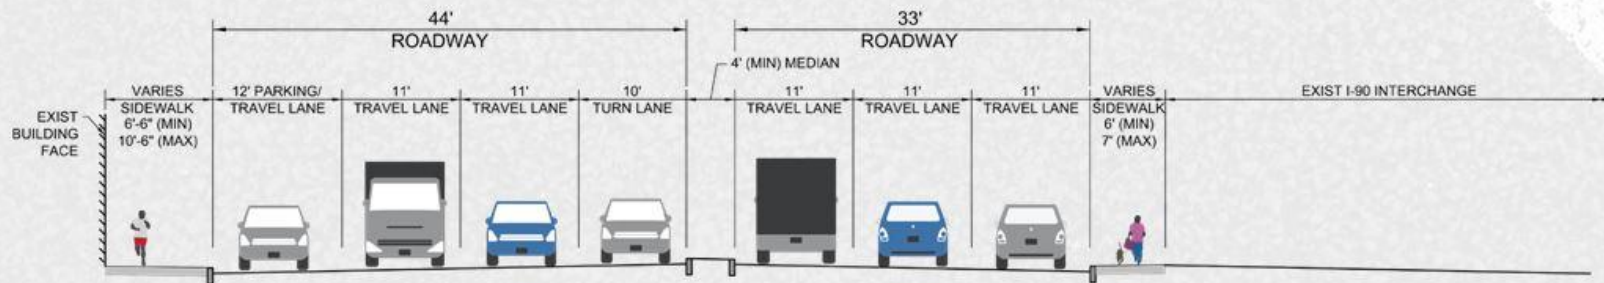 44'
ROADWAY
33'
ROADWAY
4' (MIN) MEDIAN
EXIST
BUILDING
FACE
VARIES
SIDEWALK
6'-6" (MIN)
10'-6" (MAX)
12' PARKING/
TRAVEL LANE
11'
TRAVEL LANE
11'
TRAVEL LANE
10'
TURN LANE
11'
TRAVEL LANE
11'
TRAVEL LANE
11'
TRAVEL LANE
VARIES
SIDEWALK
6' (MIN)
7' (MAX)
EXIST I-90 INTERCHANGE